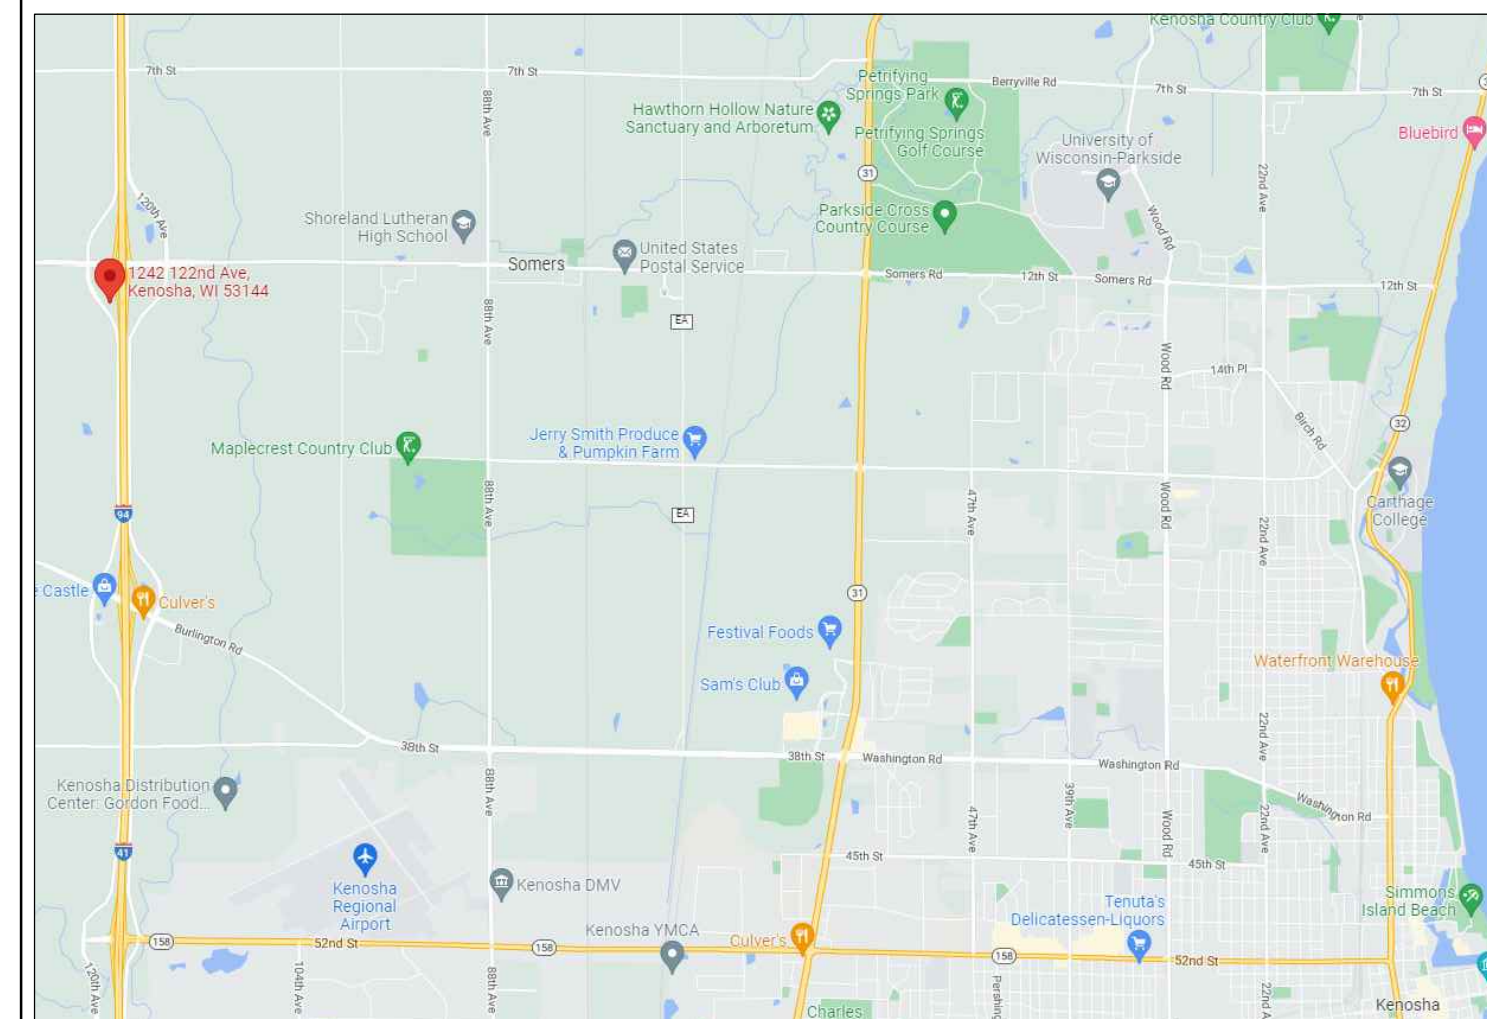 Kenosha Country Club
7th St
7th St
Petrifying
Springs Park
Berryville Rd
7th St
7th St
88th Ave
Hawthorn Hollow Nature
Sanctuary and Arboretum
Petrifying Springs
Golf Course
University of
Wisconsin-Parkside
Bluebird
31
22nd Ave
120th Ave
Shoreland Lutheran
High School
Parkside Cross
Country Course
Wood Rd
United States
Postal Service
Somers
Somers Rd
12th St
Somers Rd
12th St
1242 122nd Ave,
Kenosha, WI 53144
88th Ave
EA
Wood Rd
14th Pl
Birch Rd
32
Maplecrest Country Club
Jerry Smith Produce
& Pumpkin Farm
88th Ave
47th Ave
Wood Rd
Carthage
College
94
EA
22nd Ave
e Castle
Culver's
31
Burlington Rd
Festival Foods
Waterfront Warehouse
Sam's Club
22nd Ave
38th St
38th St
Washington Rd
Washington Rd
Kenosha Distribution
Center: Gordon Food...
88th Ave
47th Ave
39th Ave
Wood Rd
22nd Ave
Washington Rd
41
45th St
45th St
Kenosha
Regional
Airport
Kenosha DMV
Tenuta's
Delicatessen-Liquors
Simmons
Island Beach
Kenosha YMCA
Culver's
158
52nd St
158
158
52nd St
120th Ave
104th Ave
88th Ave
Pershing
22nd A
Charles
Kenosha